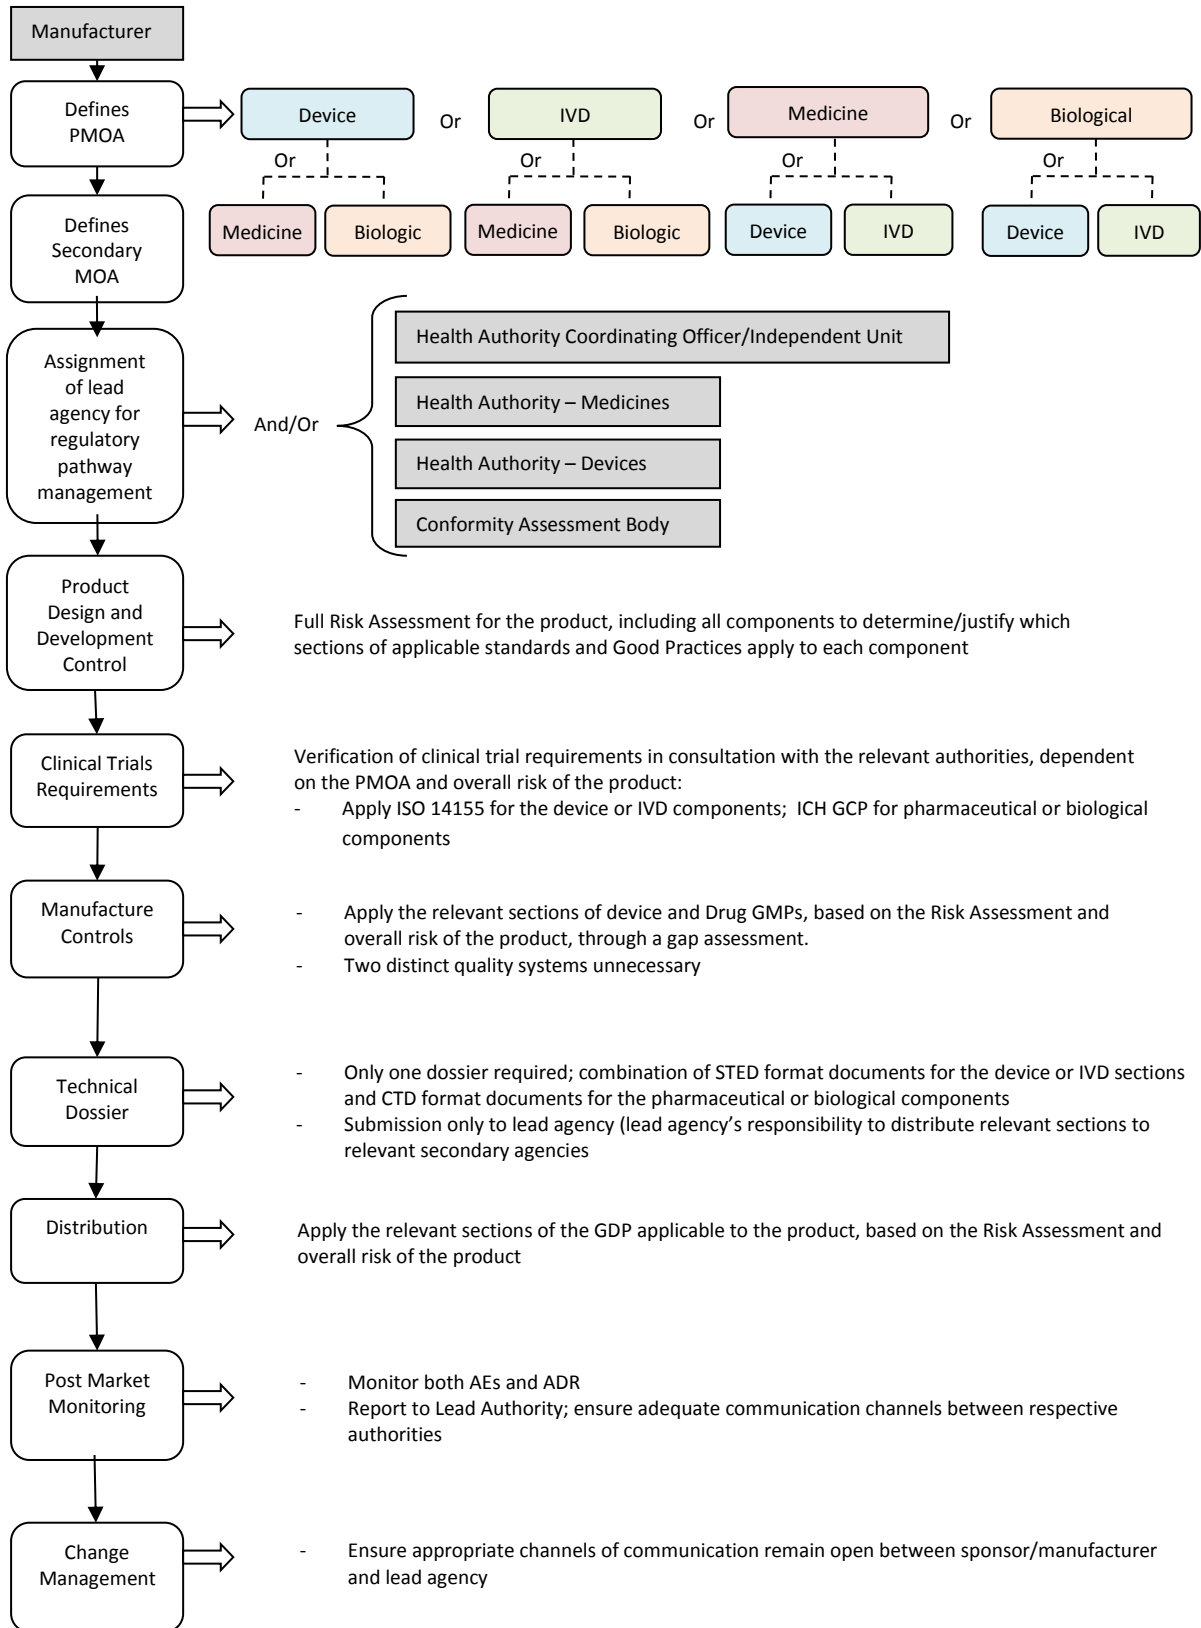 Manufacturer
Defines
PMOA
Device
Or
IVD
Or
Medicine
Or
Biological
Or
Or
Or
Or
Defines
Secondary
MOA
Medicine
Biologic
Medicine
Biologic
Device
IVD
Device
IVD
Assignment
of lead
agency for
regulatory
pathway
management
And/Or
Health Authority Coordinating Officer/Independent Unit
Health Authority – Medicines
Health Authority – Devices
Conformity Assessment Body
Product
Design and
Development
Control
Full Risk Assessment for the product, including all components to determine/justify which
sections of applicable standards and Good Practices apply to each component
Clinical Trials
Requirements
Verification of clinical trial requirements in consultation with the relevant authorities, dependent
on the PMOA and overall risk of the product:
- Apply ISO 14155 for the device or IVD components; ICH GCP for pharmaceutical or biological
components
Manufacture
Controls
- Apply the relevant sections of device and Drug GMPs, based on the Risk Assessment and
overall risk of the product, through a gap assessment.
- Two distinct quality systems unnecessary
Technical
Dossier
- Only one dossier required; combination of STED format documents for the device or IVD sections
and CTD format documents for the pharmaceutical or biological components
- Submission only to lead agency (lead agency's responsibility to distribute relevant sections to
relevant secondary agencies
Distribution
Apply the relevant sections of the GDP applicable to the product, based on the Risk Assessment and
overall risk of the product
Post Market
Monitoring
- Monitor both AEs and ADR
- Report to Lead Authority; ensure adequate communication channels between respective
authorities
Change
Management
- Ensure appropriate channels of communication remain open between sponsor/manufacturer
and lead agency